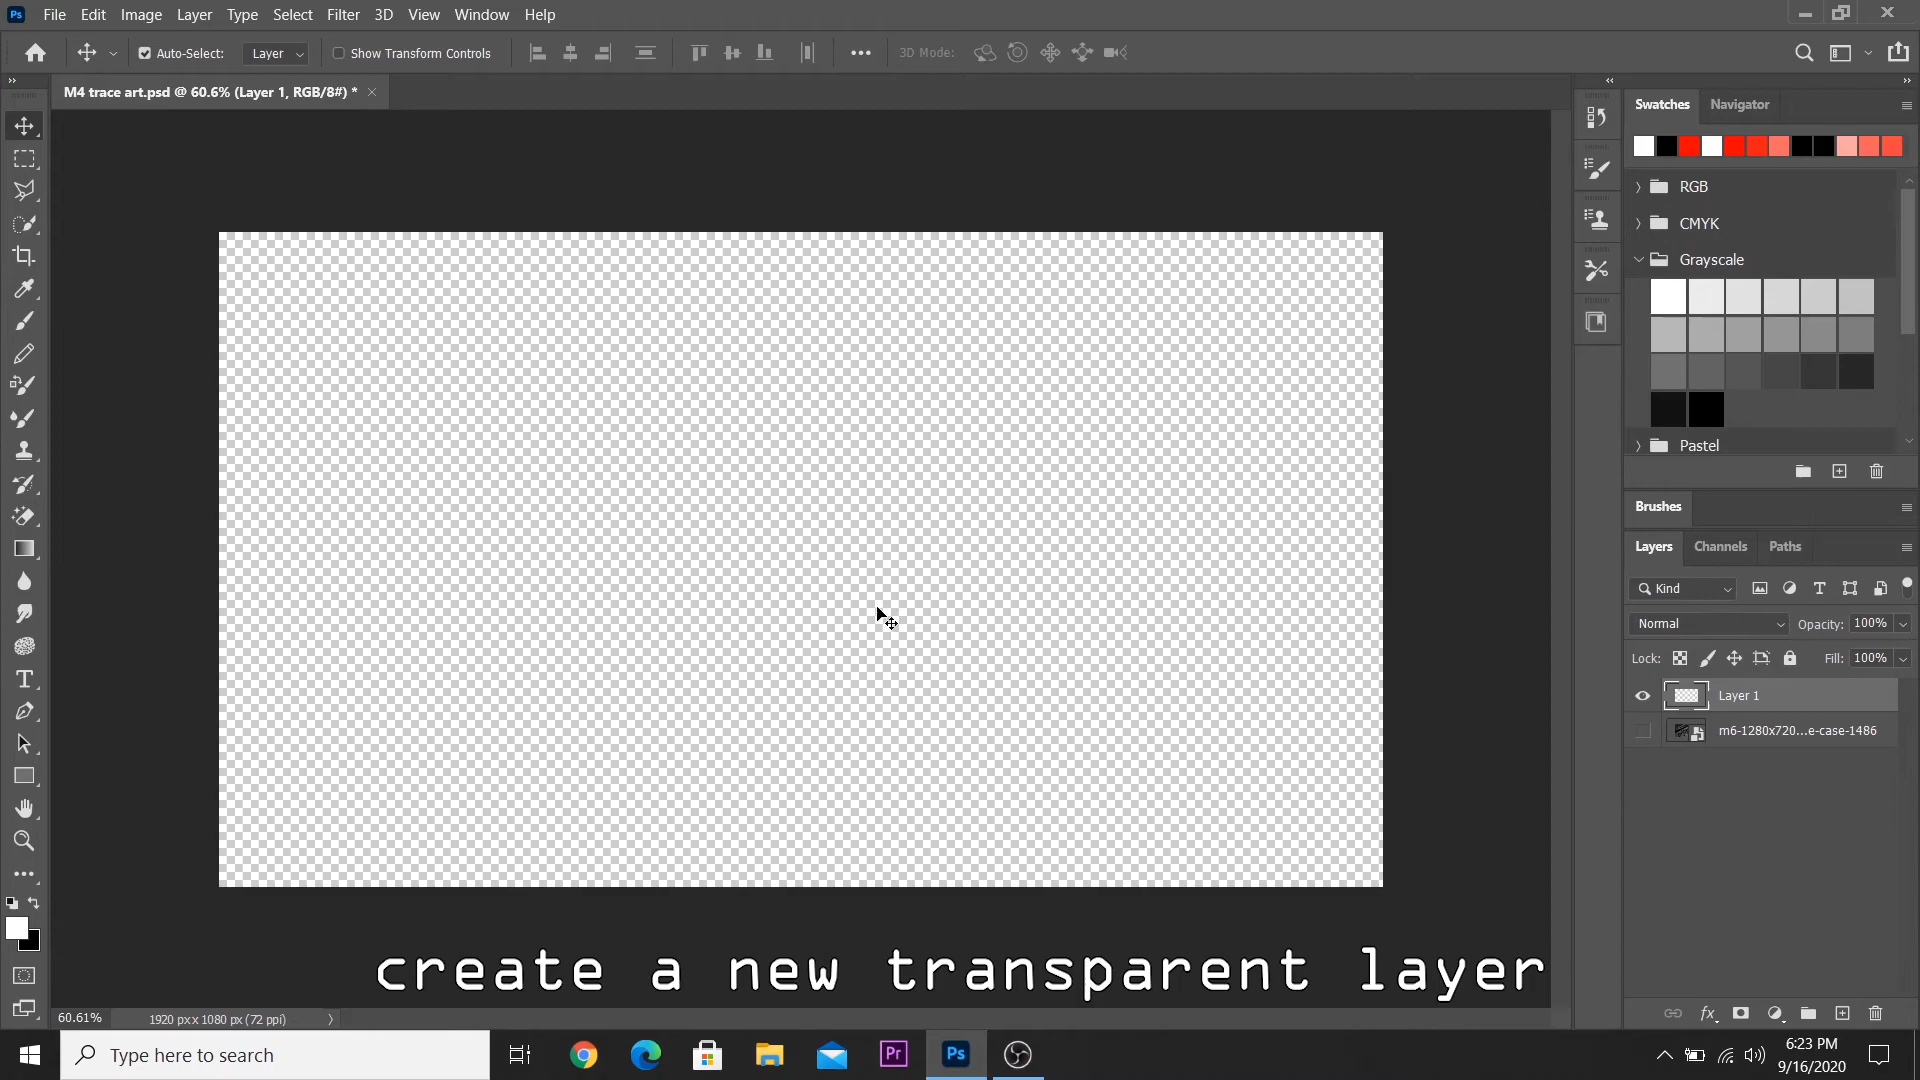 Ps File Edit Image Layer Type Select Filter 3D View Window Help
Auto-Select: Layer Show Transform Controls 3D Mode:
M4 trace art.psd @ 60.6% (Layer 1, RGB/8#) *
Swatches Navigator
RGB
CMYK
Grayscale
Pastel
Brushes
Layers Channels Paths
Kind
Normal Opacity: 100%
Lock: Fill: 100%
Layer 1
m6-1280x720...e-case-1486
create a new transparent layer
60.61% 1920 px x 1080 px (72 ppi)
Type here to search
Pr Ps
6:23 PM
9/16/2020